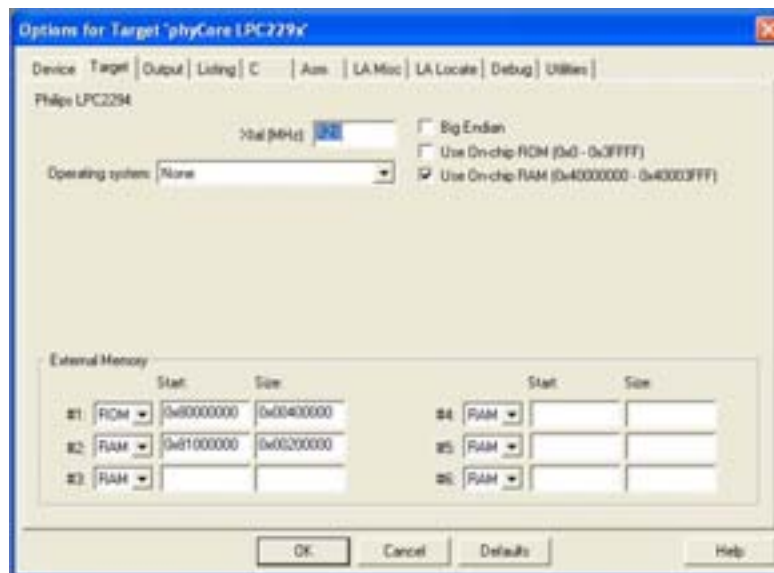 Options for Target 'phyCore LPC229x'
Device Target Output Listing C Asm LA Misc LA Locate Debug Utilities
Philips LPC2294
Xtal (MHz):
Big Endian
Use On-chip ROM (0x0 - 0x3FFFF)
Operating system: None
Use On-chip RAM (0x40000000 - 0x40003FFF)
External Memory
Start: Size: Start: Size:
#1: ROM 0x80000000 0x00400000 #4: RAM
#2: RAM 0x81000000 0x00200000 #5: RAM
#3: RAM #6: RAM
OK Cancel Defaults Help